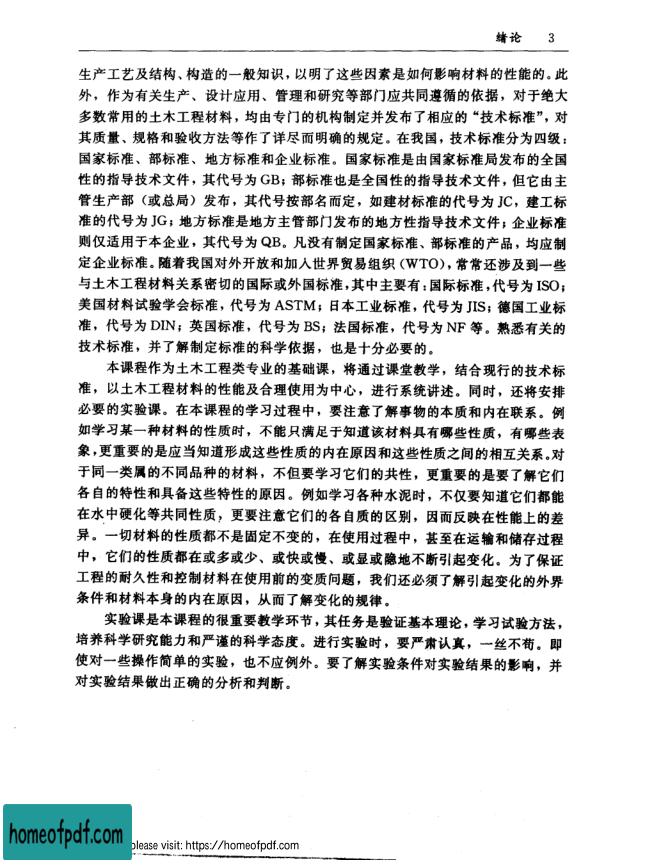 绪论 3
生产工艺及结构、构造的一般知识，以明了这些因素是如何影响材料的性能的。此
外，作为有关生产、设计应用、管理和研究等部门应共同遵循的依据，对于绝大
多数常用的土木工程材料，均由专门的机构制定并发布了相应的“技术标准”，对
其质量、规格和验收方法等作了详尽而明确的规定。在我国，技术标准分为四级：
国家标准、部标准、地方标准和企业标准。国家标准是由国家标准局发布的全国
性的指导技术文件，其代号为 GB；部标准也是全国性的指导技术文件，但它由主
管生产部（或总局）发布，其代号按部名而定，如建材标准的代号为 JC，建工标
准的代号为 JG；地方标准是地方主管部门发布的地方性指导技术文件；企业标准
则仅适用于本企业，其代号为 QB。凡没有制定国家标准、部标准的产品，均应制
定企业标准。随着我国对外开放和加入世界贸易组织（WTO），常常还涉及到一些
与土木工程材料关系密切的国际或外国标准，其中主要有：国际标准，代号为 ISO；
美国材料试验学会标准，代号为 ASTM；日本工业标准，代号为 JIS；德国工业标
准，代号为 DIN；英国标准，代号为 BS；法国标准，代号为 NF 等。熟悉有关的
技术标准，并了解制定标准的科学依据，也是十分必要的。
本课程作为土木工程类专业的基础课，将通过课堂教学，结合现行的技术标
准，以土木工程材料的性能及合理使用为中心，进行系统讲述。同时，还将安排
必要的实验课。在本课程的学习过程中，要注意了解事物的本质和内在联系。例
如学习某一种材料的性质时，不能只满足于知道该材料具有哪些性质，有哪些表
象，更重要的是应当知道形成这些性质的内在原因和这些性质之间的相互关系。对
于同一类属的不同品种的材料，不但要学习它们的共性，更重要的是要了解它们
各自的特性和具备这些特性的原因。例如学习各种水泥时，不仅要知道它们都能
在水中硬化等共同性质，更要注意它们的各自质的区别，因而反映在性能上的差
异。一切材料的性质都不是固定不变的，在使用过程中，甚至在运输和储存过程
中，它们的性质都在或多或少、或快或慢、或显或隐地不断引起变化。为了保证
工程的耐久性和控制材料在使用前的变质问题，我们还必须了解引起变化的外界
条件和材料本身的内在原因，从而了解变化的规律。
实验课是本课程的很重要教学环节，其任务是验证基本理论，学习试验方法，
培养科学研究能力和严谨的科学态度。进行实验时，要严肃认真，一丝不苟。即
使对一些操作简单的实验，也不应例外。要了解实验条件对实验结果的影响，并
对实验结果做出正确的分析和判断。
homeofpdf.com
please visit: https://homeofpdf.com